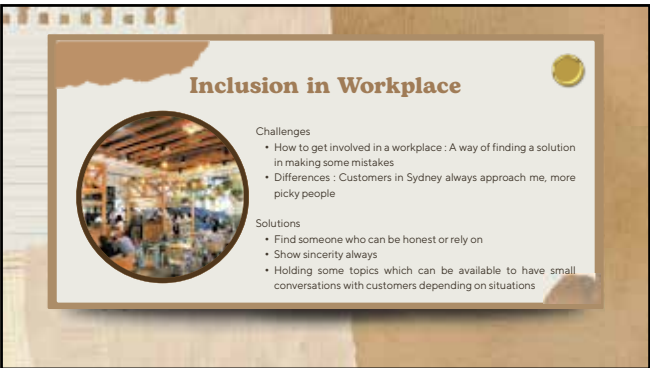 Inclusion in Workplace
Challenges
• How to get involved in a workplace : A way of finding a solution
in making some mistakes
• Differences : Customers in Sydney always approach me, more
picky people
Solutions
• Find someone who can be honest or rely on
• Show sincerity always
• Holding some topics which can be available to have small
conversations with customers depending on situations